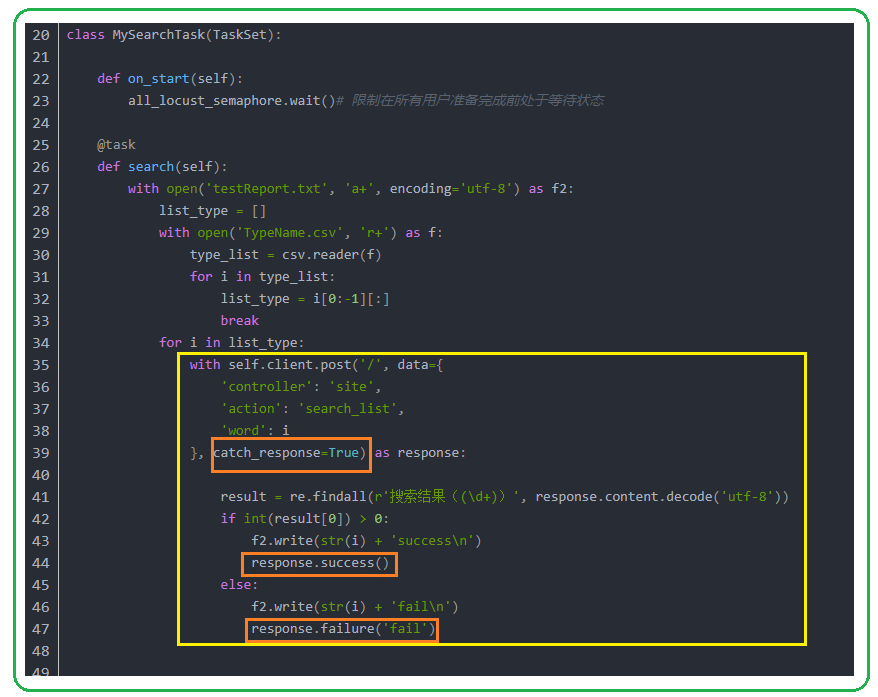 20 class MySearchTask(TaskSet):
21
22     def on_start(self):
23         all_locust_semaphore.wait()# 限制在所有用户准备完成前处于等待状态
24
25     @task
26     def search(self):
27         with open('testReport.txt', 'a+', encoding='utf-8') as f2:
28             list_type = []
29             with open('TypeName.csv', 'r+') as f:
30                 type_list = csv.reader(f)
31                 for i in type_list:
32                     list_type = i[0:-1][:]
33                     break
34             for i in list_type:
35                 with self.client.post('/', data={
36                     'controller': 'site',
37                     'action': 'search_list',
38                     'word': i
39                 }, catch_response=True) as response:
40
41                     result = re.findall(r'搜索结果（(\d+)）', response.content.decode('utf-8'))
42                     if int(result[0]) > 0:
43                         f2.write(str(i) + 'success\n')
44                         response.success()
45                     else:
46                         f2.write(str(i) + 'fail\n')
47                         response.failure('fail')
48
49